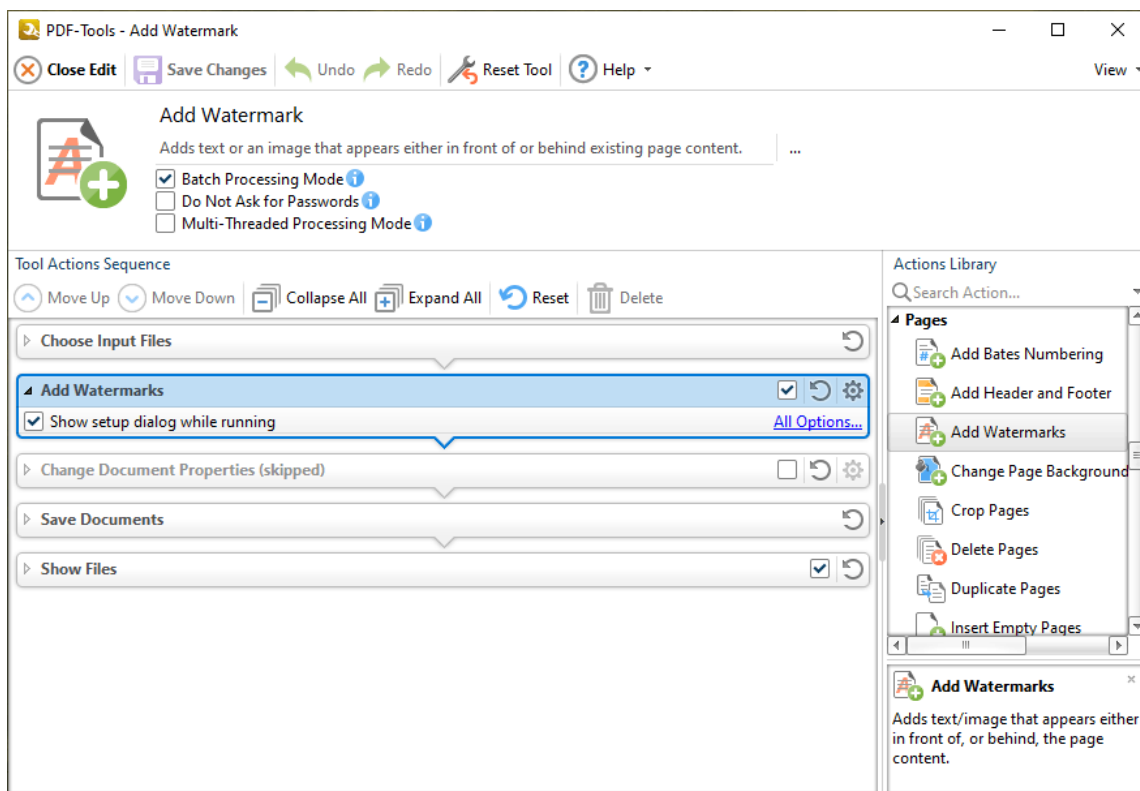 PDF-Tools - Add Watermark
Close Edit Save Changes Undo Redo Reset Tool Help View
Add Watermark
Adds text or an image that appears either in front of or behind existing page content. ...
Batch Processing Mode
Do Not Ask for Passwords
Multi-Threaded Processing Mode
Tool Actions Sequence
Move Up Move Down Collapse All Expand All Reset Delete
Choose Input Files
Add Watermarks
Show setup dialog while running All Options...
Change Document Properties (skipped)
Save Documents
Show Files
Actions Library
Search Action...
Pages
Add Bates Numbering
Add Header and Footer
Add Watermarks
Change Page Background
Crop Pages
Delete Pages
Duplicate Pages
Insert Empty Pages
Add Watermarks
Adds text/image that appears either
in front of, or behind, the page
content.